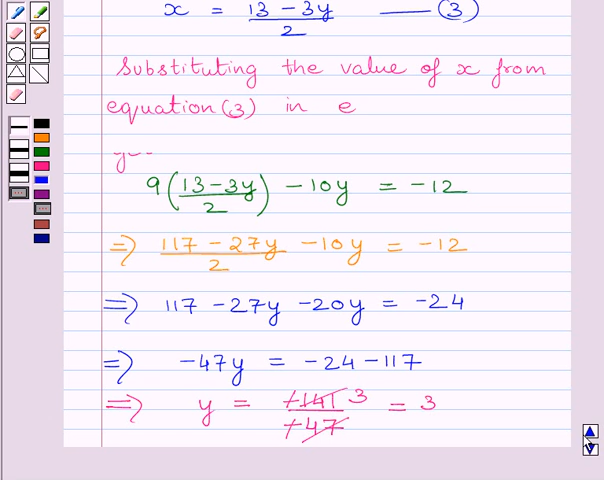 x = 13 - 3y / 2 —— (3)
Substituting the value of x from
equation (3) in e
9 ( 13 - 3y / 2 ) - 10y = -12
⇒ 117 - 27y / 2 - 10y = -12
⇒ 117 - 27y - 20y = -24
⇒ -47y = -24 - 117
⇒ y = -141 3 / -47 = 3